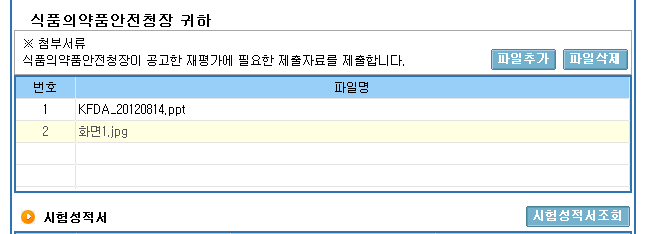 식품의약품안전청장 귀하
※ 첨부서류
식품의약품안전청장이 공고한 재평가에 필요한 제출자료를 제출합니다.
파일추가 파일삭제
번호 파일명
1 KFDA_20120814.ppt
2 화면1.jpg
시험성적서 시험성적서조회